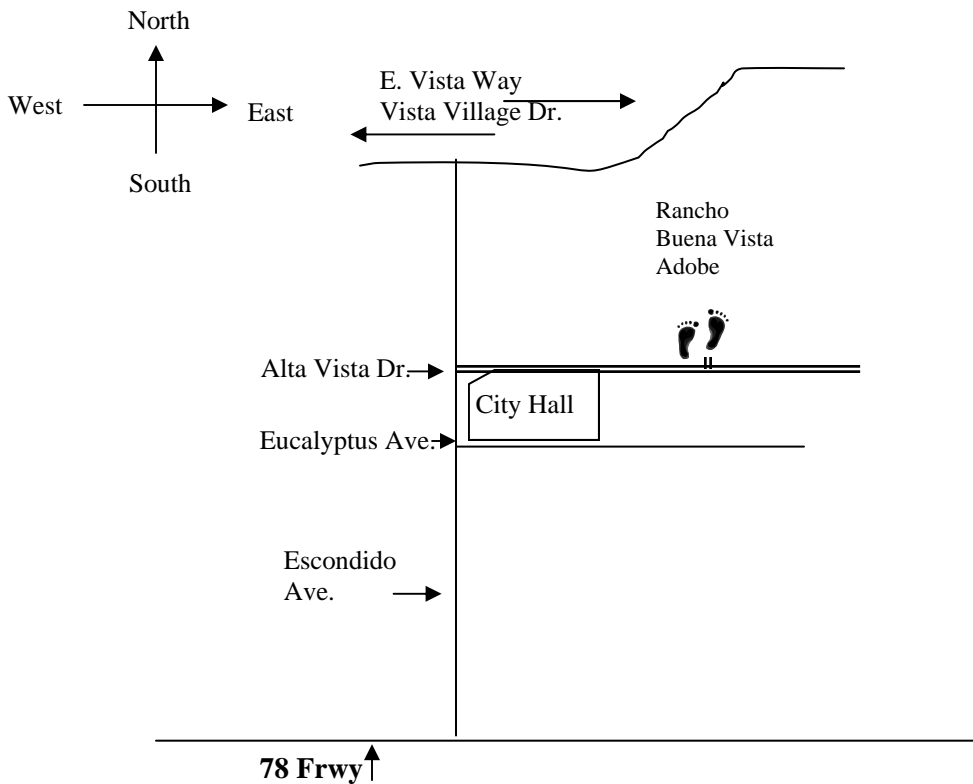 North
West
East
South
E. Vista Way
Vista Village Dr.
Rancho
Buena Vista
Adobe
Alta Vista Dr.
City Hall
Eucalyptus Ave.
Escondido
Ave.
78 Frwy